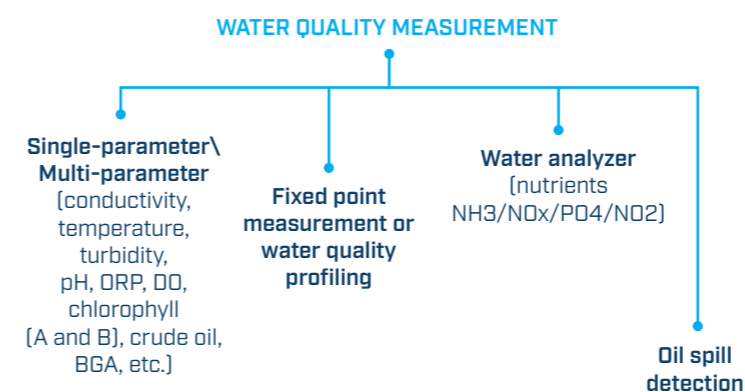 WATER QUALITY MEASUREMENT
Single-parameter\
Multi-parameter
(conductivity,
temperature,
turbidity,
pH, ORP, DO,
chlorophyll
(A and B), crude oil,
BGA, etc.)
Fixed point
measurement or
water quality
profiling
Water analyzer
(nutrients
NH3/NOx/PO4/NO2)
Oil spill
detection